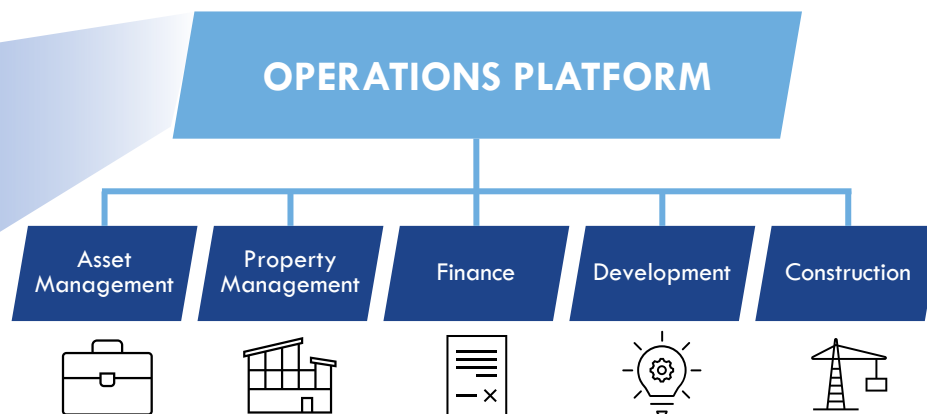 OPERATIONS PLATFORM
Asset
Management
Property
Management
Finance
Development
Construction